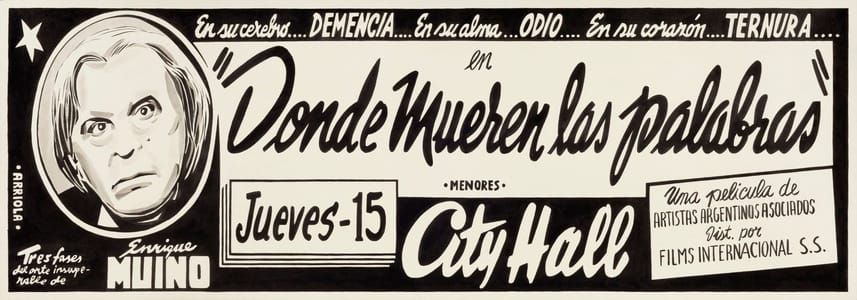 En su cerebro.... DEMENCIA.... En su alma... ODIO.... En su corazón.... TERNURA....
en
"Donde Mueren las palabras"
• MENORES •
Jueves-15
City Hall
Una película de
ARTISTAS ARGENTINOS ASOCIADOS
Dist. por
FILMS INTERNACIONAL S.S.
• ARRIOLA •
Tres fases
del arte insupe-
rable de
Enrique
MUINO